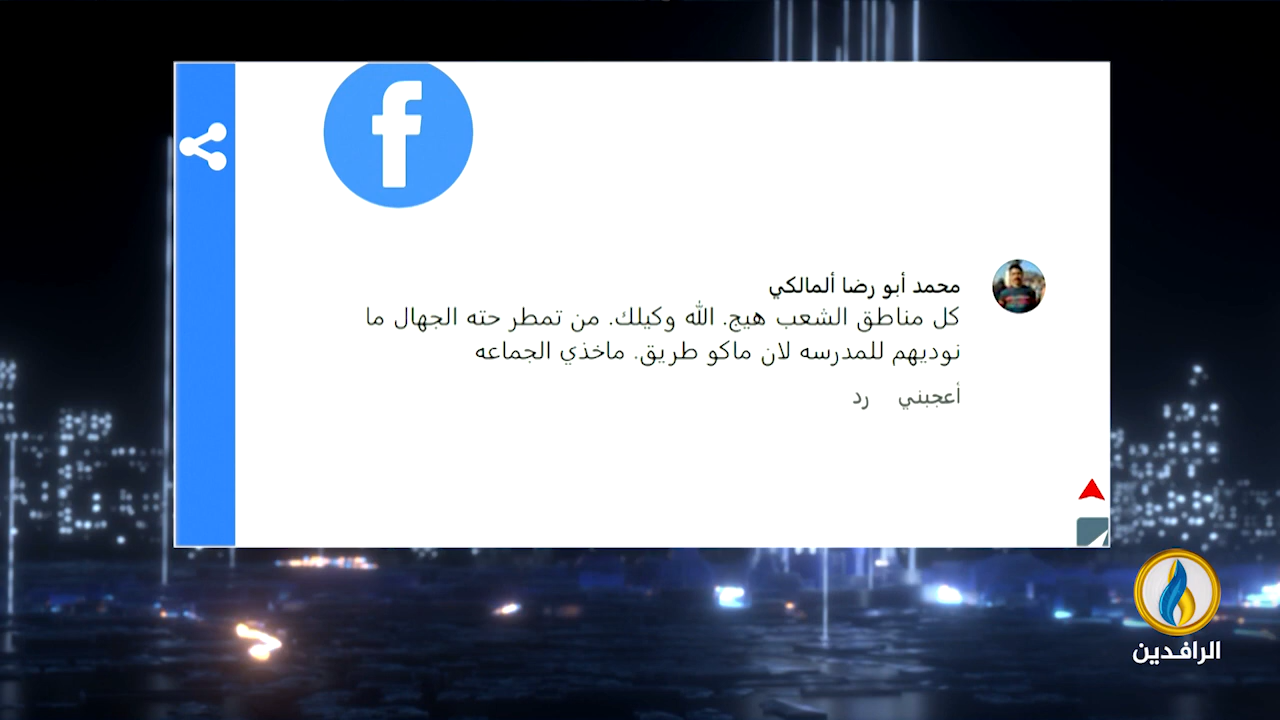 محمد أبو رضا ألمالكي
كل مناطق الشعب هيج. الله وكيلك. من تمطر حته الجهال ما
نوديهم للمدرسه لان ماكو طريق. ماخذي الجماعه
أعجبني رد
الرافدين